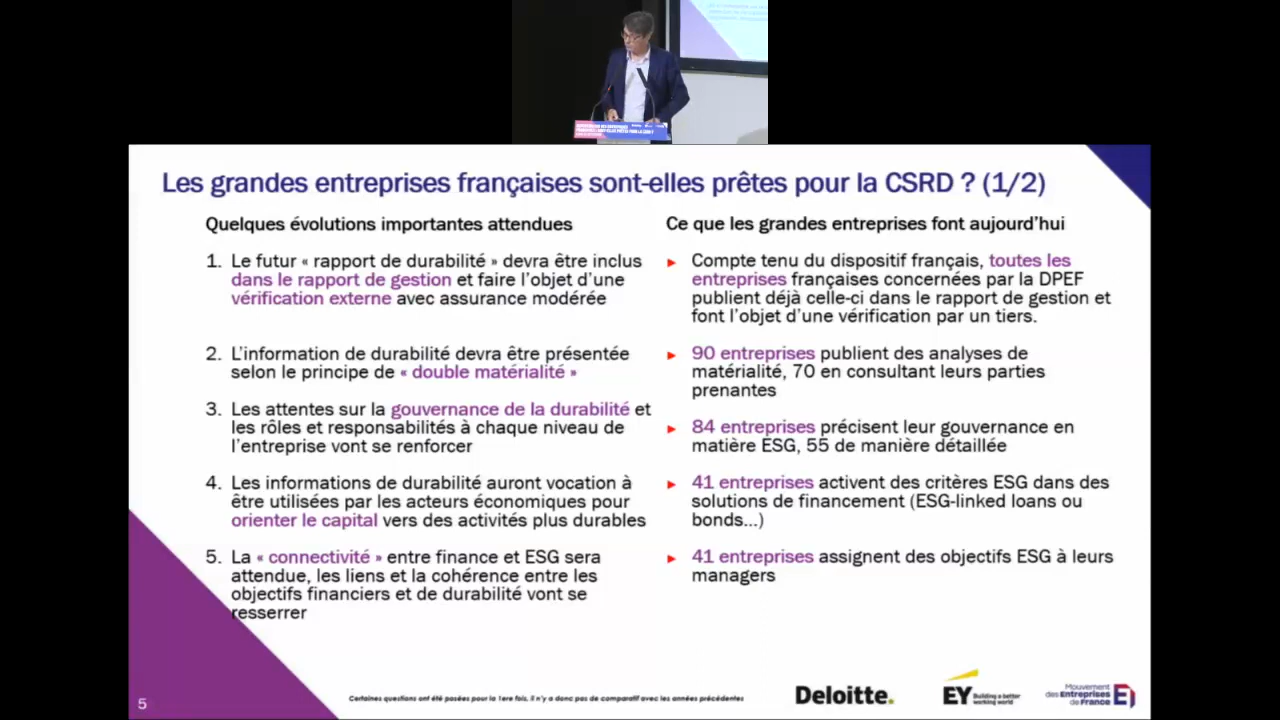 Les grandes entreprises françaises sont-elles prêtes pour la CSRD ? (1/2)
Quelques évolutions importantes attendues
1. Le futur « rapport de durabilité » devra être inclus
dans le rapport de gestion et faire l'objet d'une
vérification externe avec assurance modérée
2. L'information de durabilité devra être présentée
selon le principe de « double matérialité »
3. Les attentes sur la gouvernance de la durabilité et
les rôles et responsabilités à chaque niveau de
l'entreprise vont se renforcer
4. Les informations de durabilité auront vocation à
être utilisées par les acteurs économiques pour
orienter le capital vers des activités plus durables
5. La « connectivité » entre finance et ESG sera
attendue, les liens et la cohérence entre les
objectifs financiers et de durabilité vont se
resserrer
Ce que les grandes entreprises font aujourd'hui
Compte tenu du dispositif français, toutes les
entreprises françaises concernées par la DPEF
publient déjà celle-ci dans le rapport de gestion et
font l'objet d'une vérification par un tiers.
90 entreprises publient des analyses de
matérialité, 70 en consultant leurs parties
prenantes
84 entreprises précisent leur gouvernance en
matière ESG, 55 de manière détaillée
41 entreprises activent des critères ESG dans des
solutions de financement (ESG-linked loans ou
bonds...)
41 entreprises assignent des objectifs ESG à leurs
managers
5
Certaines questions ont été posées pour la 1ere fois, il n'y a donc pas de comparatif avec les années précédentes
Deloitte.
EY
Building a better
working world
Mouvement
des Entreprises
de France